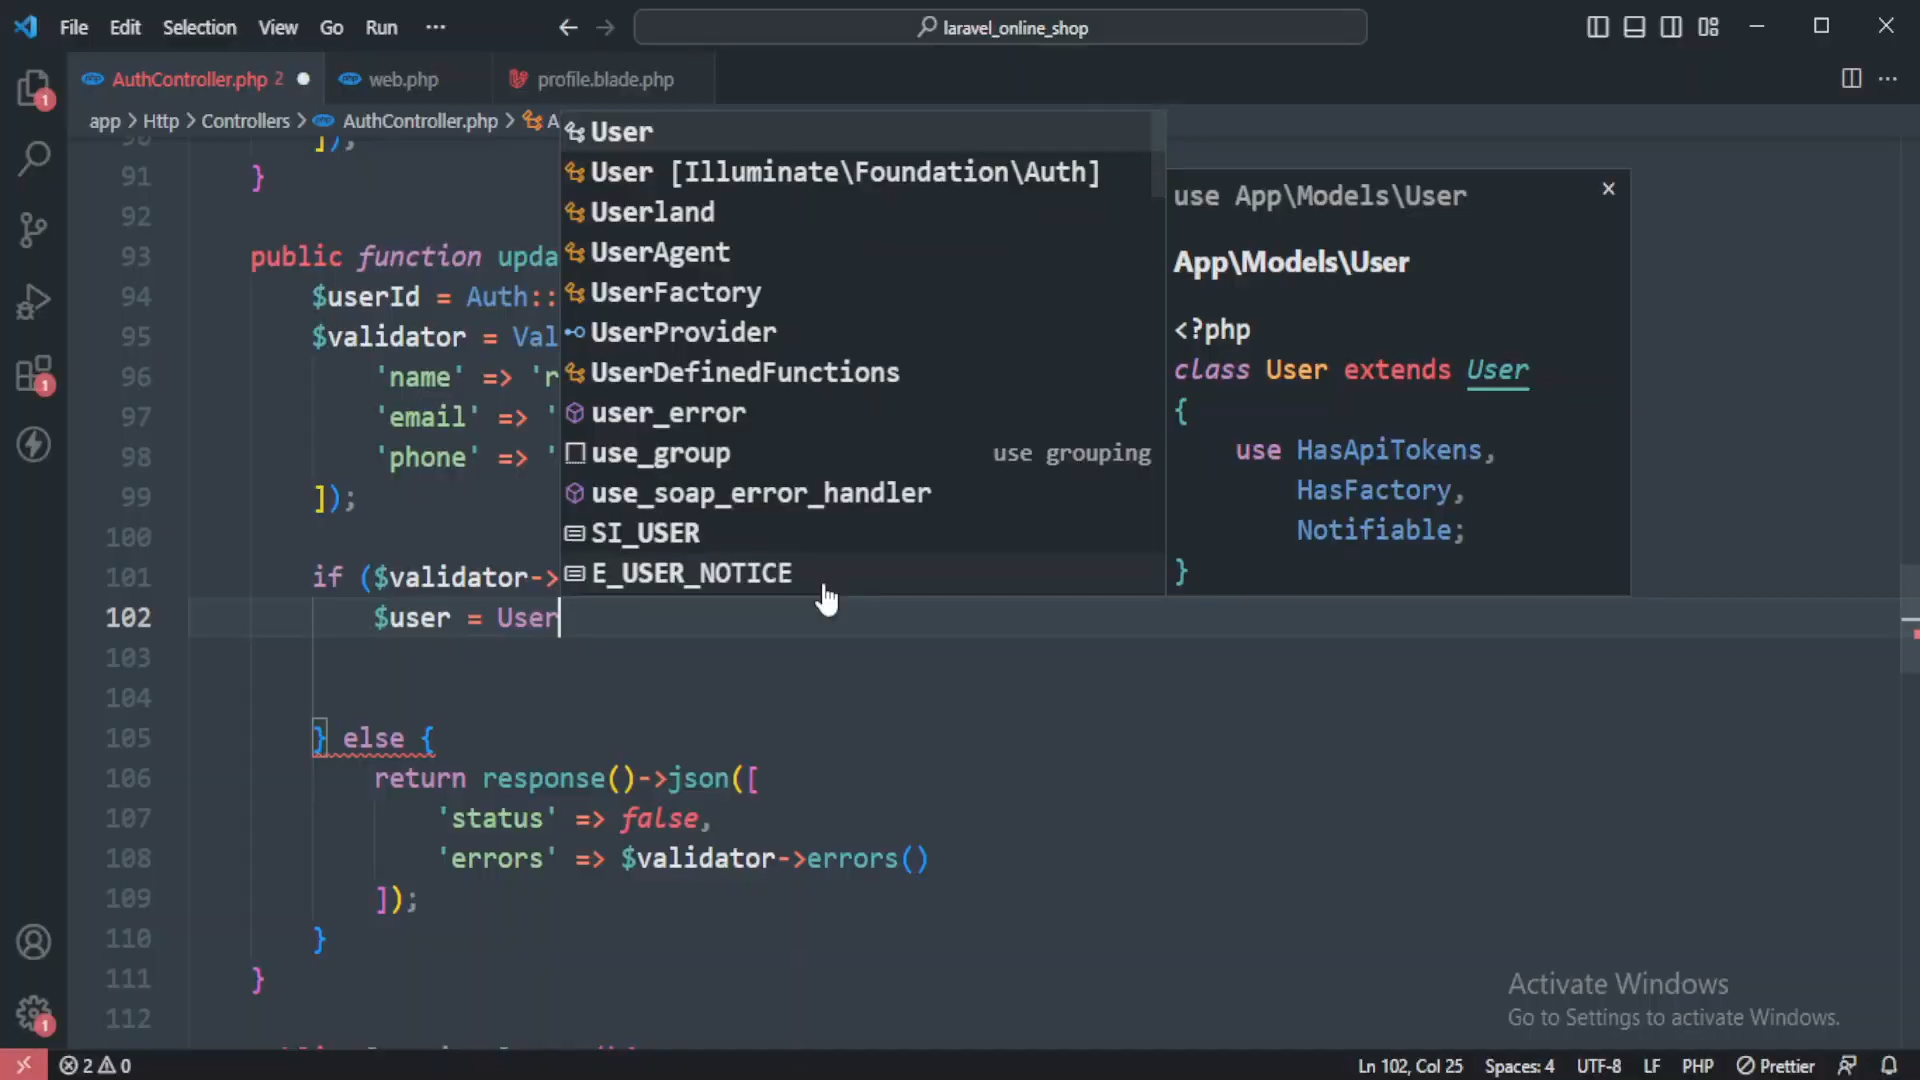 File Edit Selection View Go Run ··· laravel_online_shop
AuthController.php 2 web.php profile.blade.php
app > Http > Controllers > AuthController.php > A
90 ]);
91 }
92
93 public function upda
94 $userId = Auth::
95 $validator = Val
96 'name' => 'r
97 'email' => '
98 'phone' => '
99 ]);
100
101 if ($validator->
102 $user = User
103
104
105 } else {
106 return response()->json([
107 'status' => false,
108 'errors' => $validator->errors()
109 ]);
110 }
111 }
112
User
User [Illuminate\Foundation\Auth]
Userland
UserAgent
UserFactory
UserProvider
UserDefinedFunctions
user_error
use_group use grouping
use_soap_error_handler
SI_USER
E_USER_NOTICE
use App\Models\User
App\Models\User
<?php
class User extends User
{
use HasApiTokens,
HasFactory,
Notifiable;
}
1
1
1
Activate Windows
Go to Settings to activate Windows.
2 0 Ln 102, Col 25 Spaces: 4 UTF-8 LF PHP Prettier